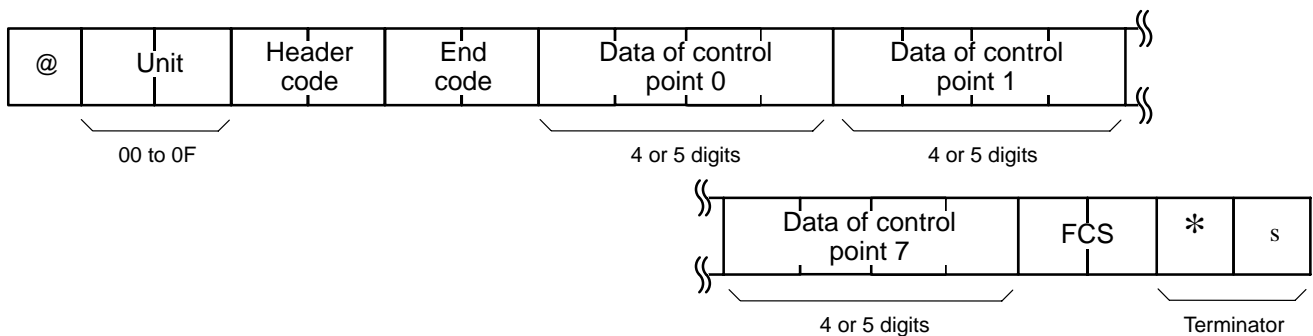 @ Unit Header code End code Data of control point 0 Data of control point 1
00 to 0F 4 or 5 digits 4 or 5 digits
Data of control point 7 FCS * s
4 or 5 digits Terminator